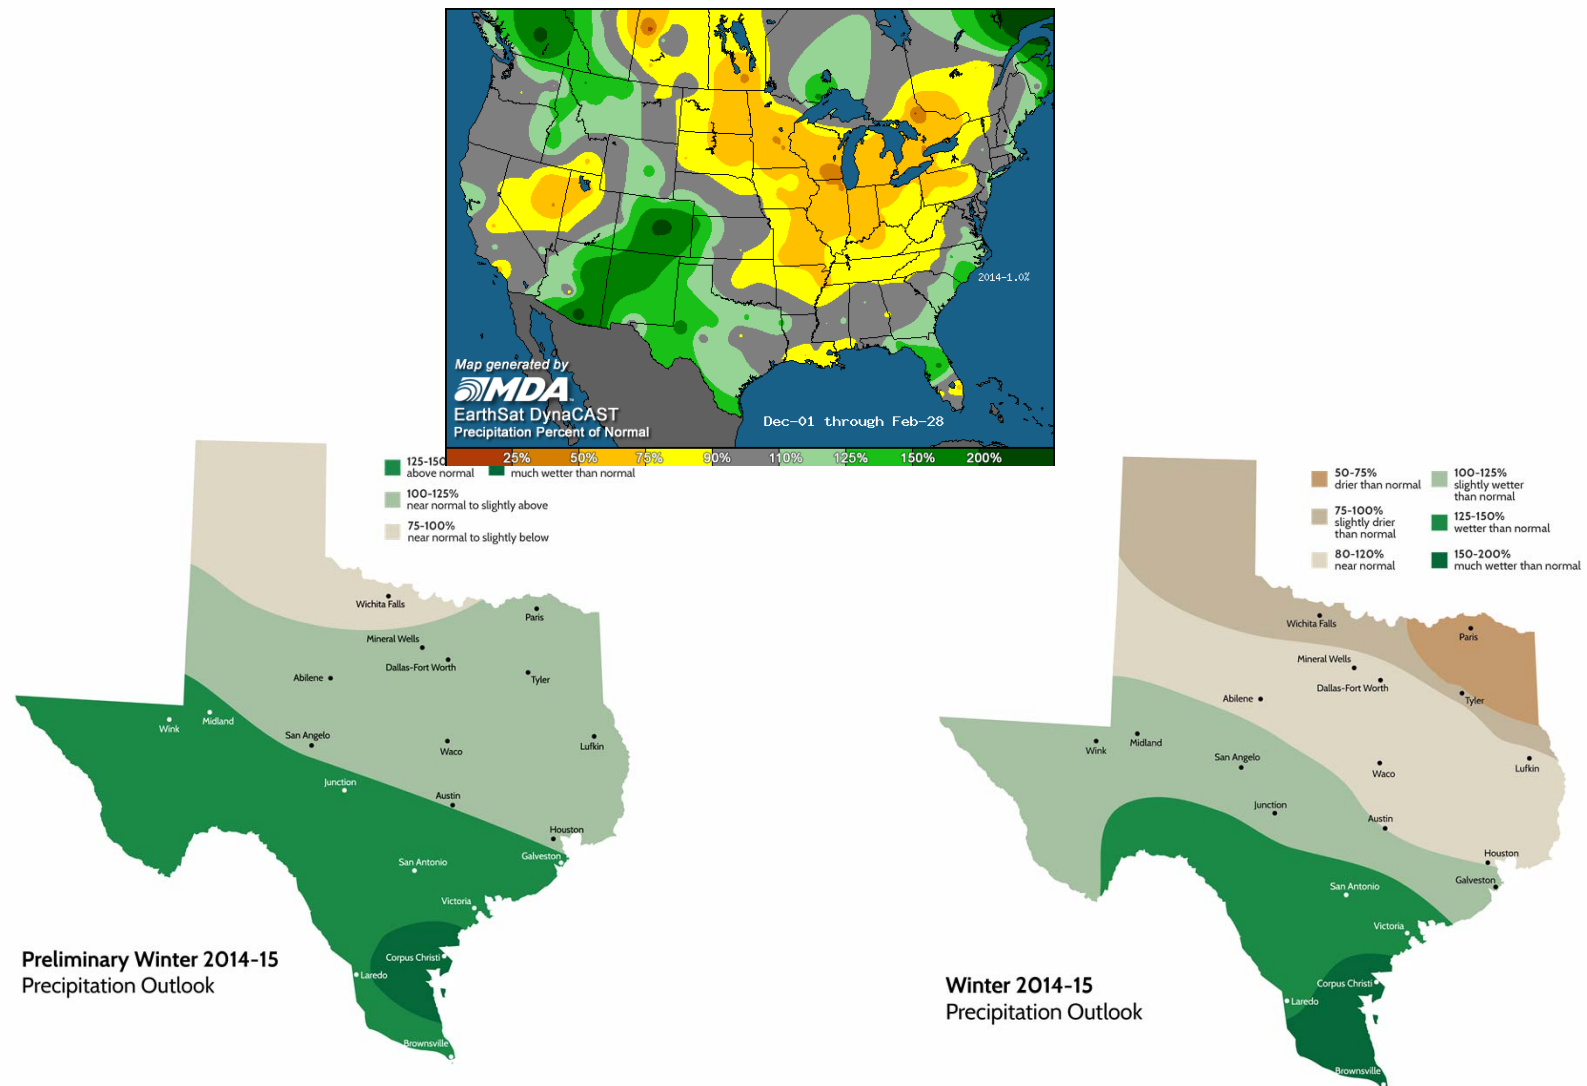 2014-1.0%
Map generated by
MDA
EarthSat DynaCAST
Precipitation Percent of Normal
Dec-01 through Feb-28
25% 50% 75% 90% 110% 125% 150% 200%
125-150
above normal
much wetter than normal
100-125%
near normal to slightly above
75-100%
near normal to slightly below
Wichita Falls
Paris
Mineral Wells
Dallas-Fort Worth
Abilene
Tyler
Wink
Midland
San Angelo
Waco
Lufkin
Junction
Austin
Houston
Galveston
San Antonio
Victoria
Corpus Christi
Laredo
Brownsville
Preliminary Winter 2014-15
Precipitation Outlook
50-75%
drier than normal
75-100%
slightly drier
than normal
80-120%
near normal
100-125%
slightly wetter
than normal
125-150%
wetter than normal
150-200%
much wetter than normal
Wichita Falls
Paris
Mineral Wells
Dallas-Fort Worth
Abilene
Tyler
Wink
Midland
San Angelo
Waco
Lufkin
Junction
Austin
Houston
Galveston
San Antonio
Victoria
Corpus Christi
Laredo
Brownsville
Winter 2014-15
Precipitation Outlook